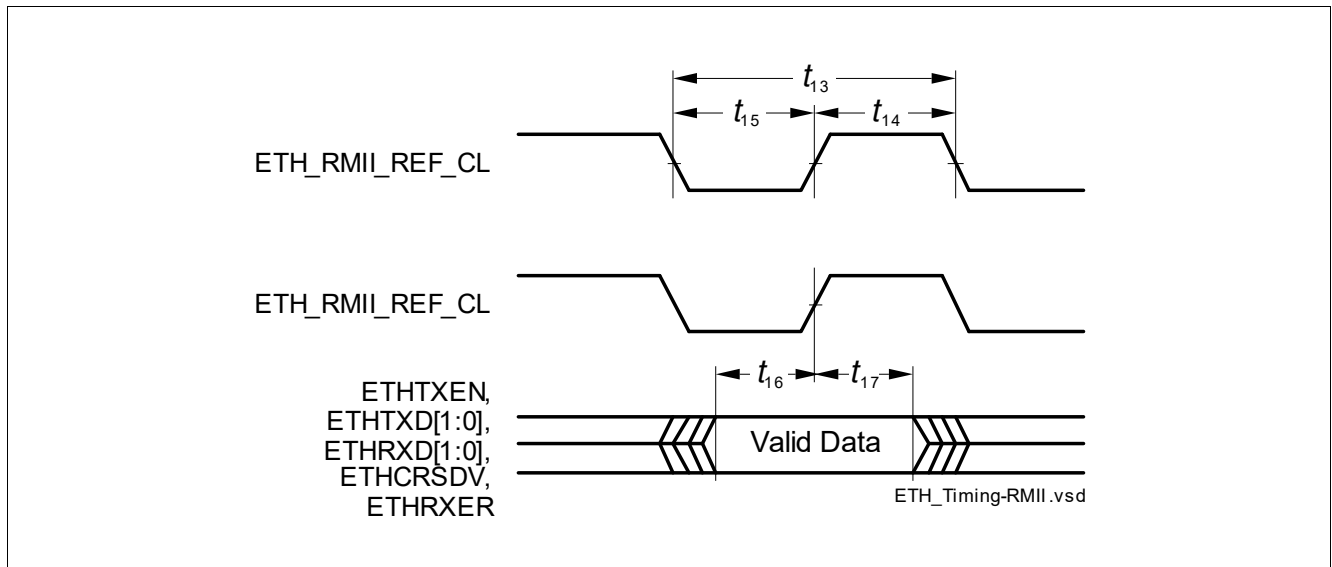 t13
t15
t14
ETH_RMII_REF_CL
ETH_RMII_REF_CL
t16
t17
ETHTXEN,
ETHTXD[1:0],
ETHRXD[1:0],
ETHCRSDV,
ETHRXER
Valid Data
ETH_Timing-RMII.vsd